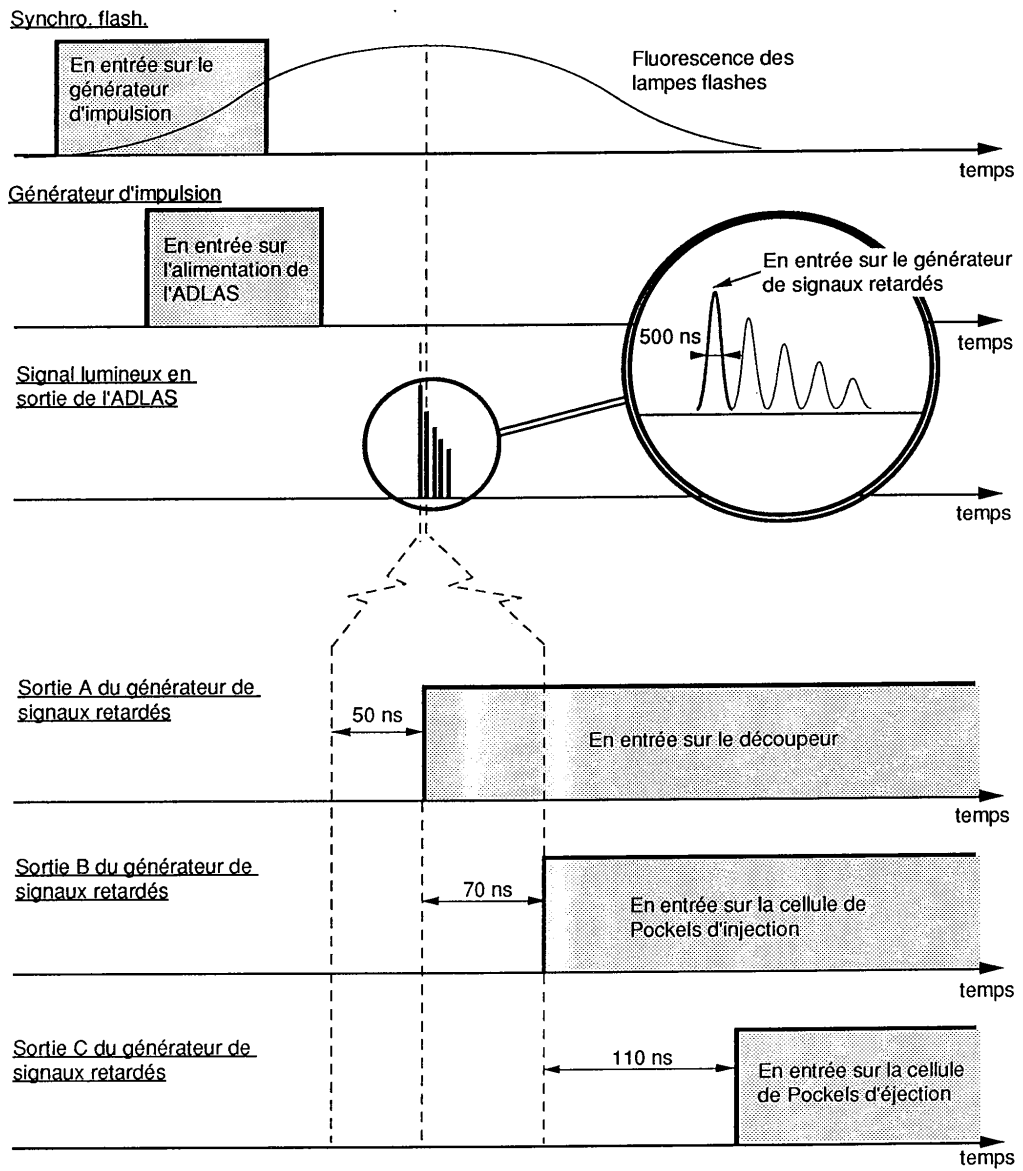 Synchro. flash.
En entrée sur le
générateur
d'impulsion
Fluorescence des
lampes flashes
temps
Générateur d'impulsion
En entrée sur
l'alimentation de
l'ADLAS
En entrée sur le générateur
de signaux retardés
500 ns
temps
Signal lumineux en
sortie de l'ADLAS
temps
Sortie A du générateur de
signaux retardés
50 ns
En entrée sur le découpeur
temps
Sortie B du générateur de
signaux retardés
70 ns
En entrée sur la cellule de
Pockels d'injection
temps
Sortie C du générateur de
signaux retardés
110 ns
En entrée sur la cellule
de Pockels d'éjection
temps